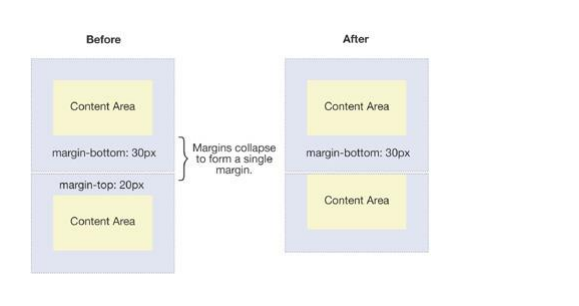 Before
Content Area
margin-bottom: 30px
margin-top: 20px
Content Area
Margins collapse
to form a single
margin.
After
Content Area
margin-bottom: 30px
Content Area